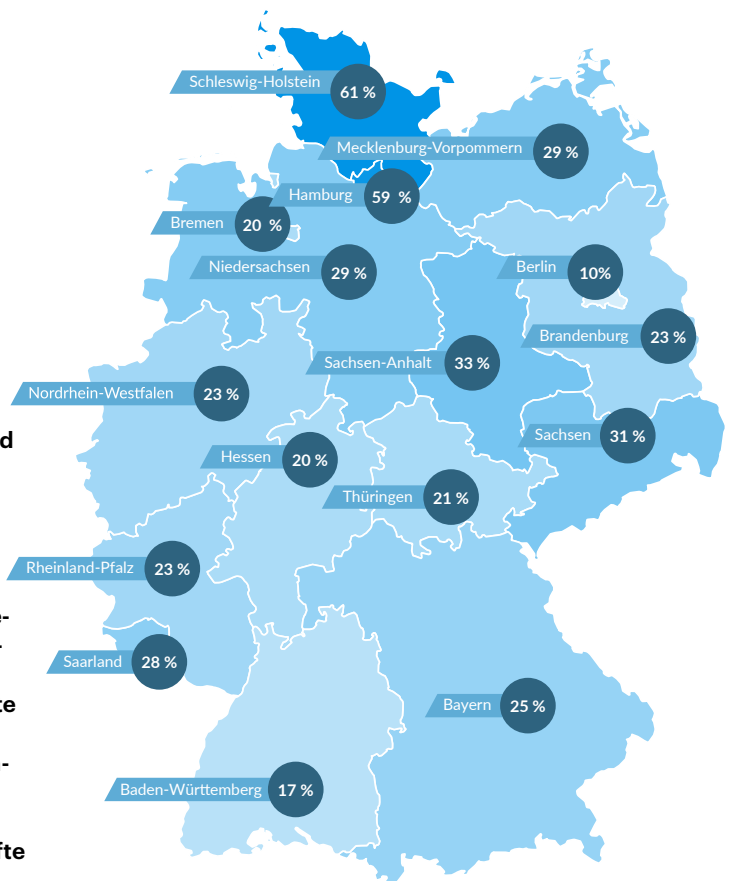 Schleswig-Holstein
61 %
Mecklenburg-Vorpommern
29 %
Hamburg
59 %
Bremen
20 %
Niedersachsen
29 %
Berlin
10%
Brandenburg
23 %
Sachsen-Anhalt
33 %
Nordrhein-Westfalen
23 %
Sachsen
31 %
Hessen
20 %
Thüringen
21 %
Rheinland-Pfalz
23 %
Saarland
28 %
Bayern
25 %
Baden-Württemberg
17 %